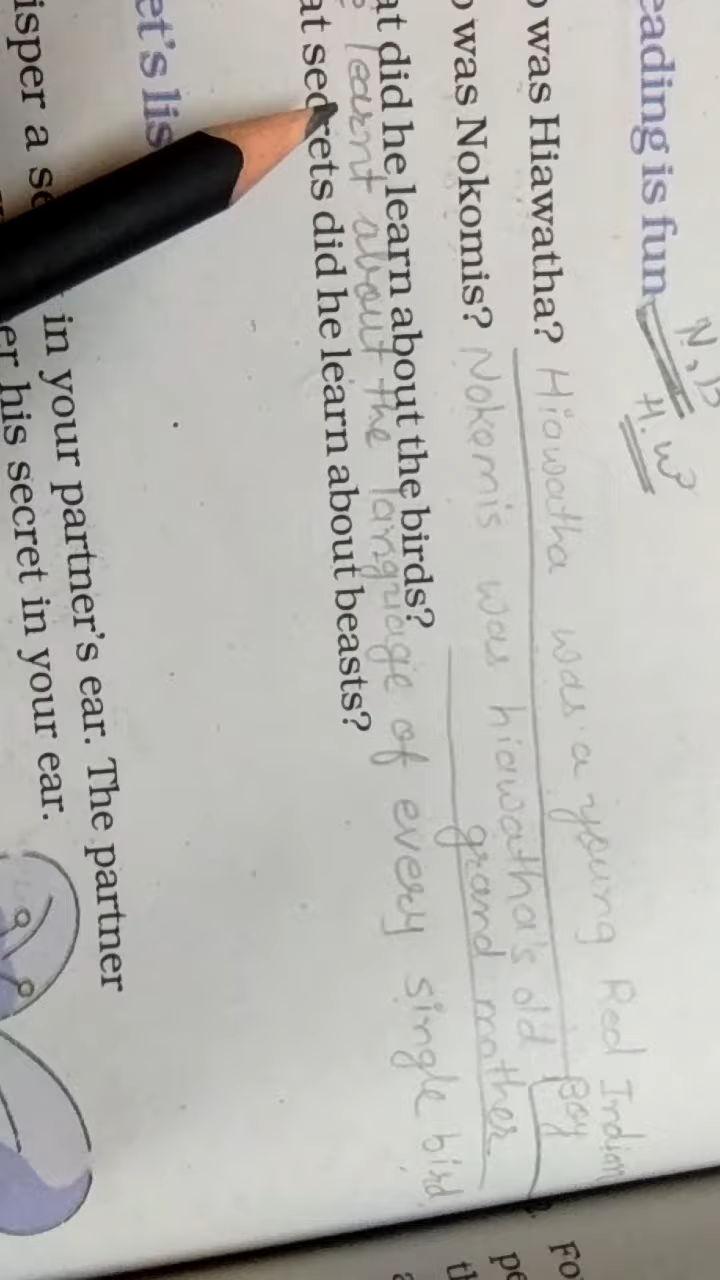 eading is fun
N.B
H.W
was Hiawatha? Hiawatha was a young Red Indian
Boy
was Nokomis? Nokomis was hiawatha's old
grand mother
at did he learn about the birds?
learnt about the language of every single bird.
at secrets did he learn about beasts?
et's lis
isper a se in your partner's ear. The partner
er his secret in your ear.
Fo
pe
th